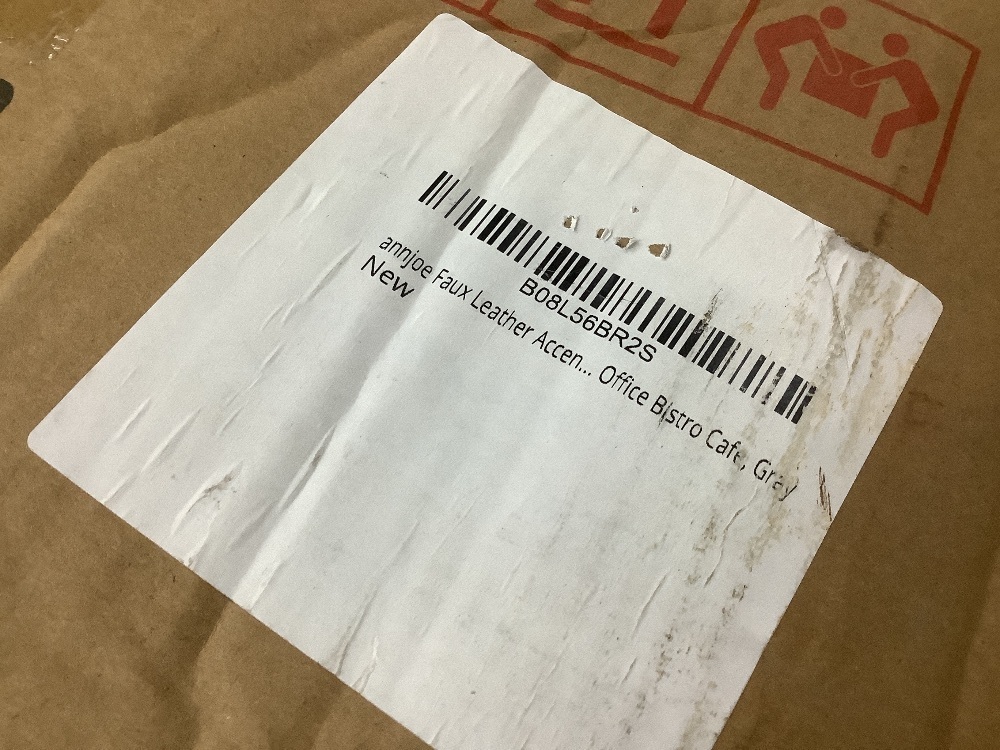 B08L56BR2S
annjoe Faux Leather Accen... Office Bistro Cafe, Gray
New